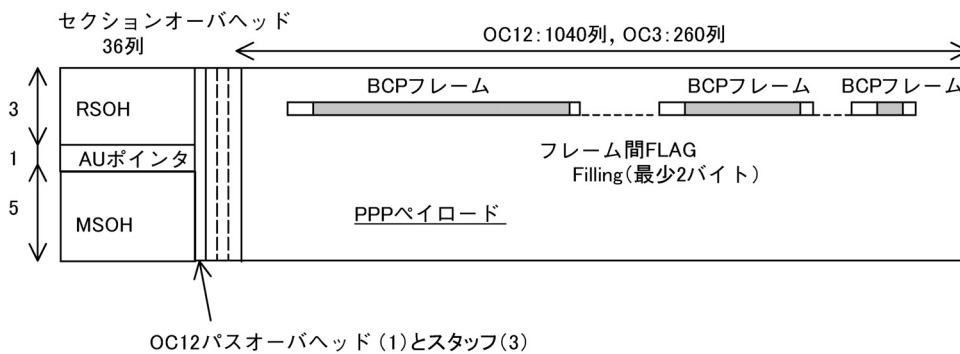 セクションオーバヘッド
36列
OC12:1040列, OC3:260列
3
RSOH
BCPフレーム
BCPフレーム
BCPフレーム
1
AUポインタ
フレーム間FLAG
Filling(最少2バイト)
5
MSOH
PPPペイロード
OC12パスオーバヘッド(1)とスタッフ(3)